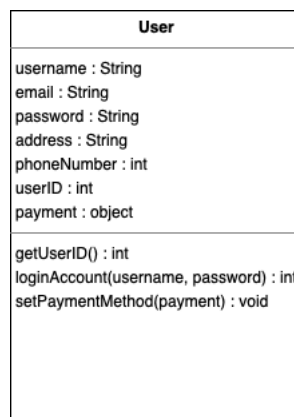 User
username : String
email : String
password : String
address : String
phoneNumber : int
userID : int
payment : object
getUserID() : int
loginAccount(username, password) : int
setPaymentMethod(payment) : void